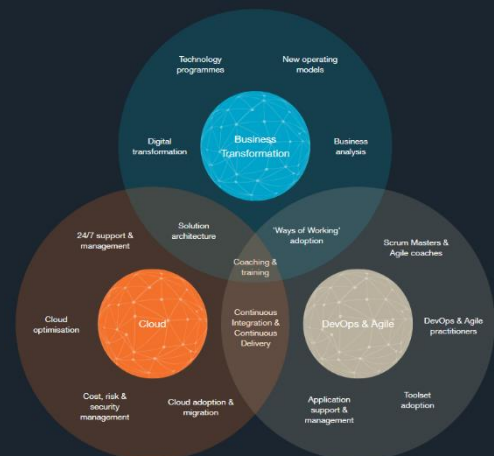 Technology
programmes
New operating
models
Business
Transformation
Digital
transformation
Business
analysis
Solution
architecture
'Ways of Working'
adoption
24/7 support &
management
Scrum Masters &
Agile coaches
Coaching &
training
Cloud
optimisation
Cloud
Continuous
Integration &
Continuous
Delivery
DevOps & Agile
DevOps & Agile
practitioners
Cost, risk &
security
management
Cloud adoption &
migration
Application
support &
management
Toolset
adoption